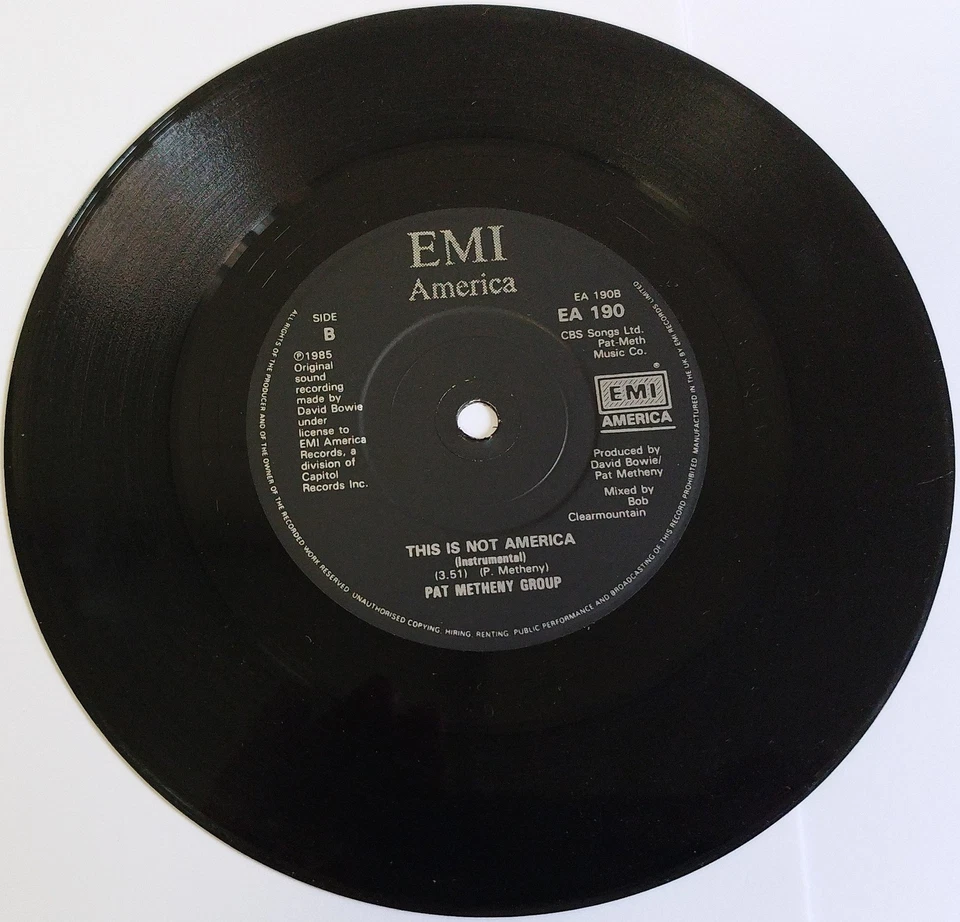 EMI
America
SIDE
B
℗1985
Original
sound
recording
made by
David Bowie
under
license to
EMI America
Records, a
division of
Capitol
Records Inc.
EA 190B
EA 190
CBS Songs Ltd.
Pat-Meth
Music Co.
®
EMI
AMERICA
Produced by
David Bowie/
Pat Metheny
Mixed by
Bob
Clearmountain
THIS IS NOT AMERICA
(Instrumental)
(3.51) (P. Metheny)
PAT METHENY GROUP
ALL RIGHTS OF THE PRODUCER AND OF THE OWNER OF THE RECORDED WORK RESERVED UNAUTHORISED COPYING, HIRING, RENTING, PUBLIC PERFORMANCE AND BROADCASTING OF THIS RECORD PROHIBITED MANUFACTURED IN THE UK BY EMI RECORDS LIMITED